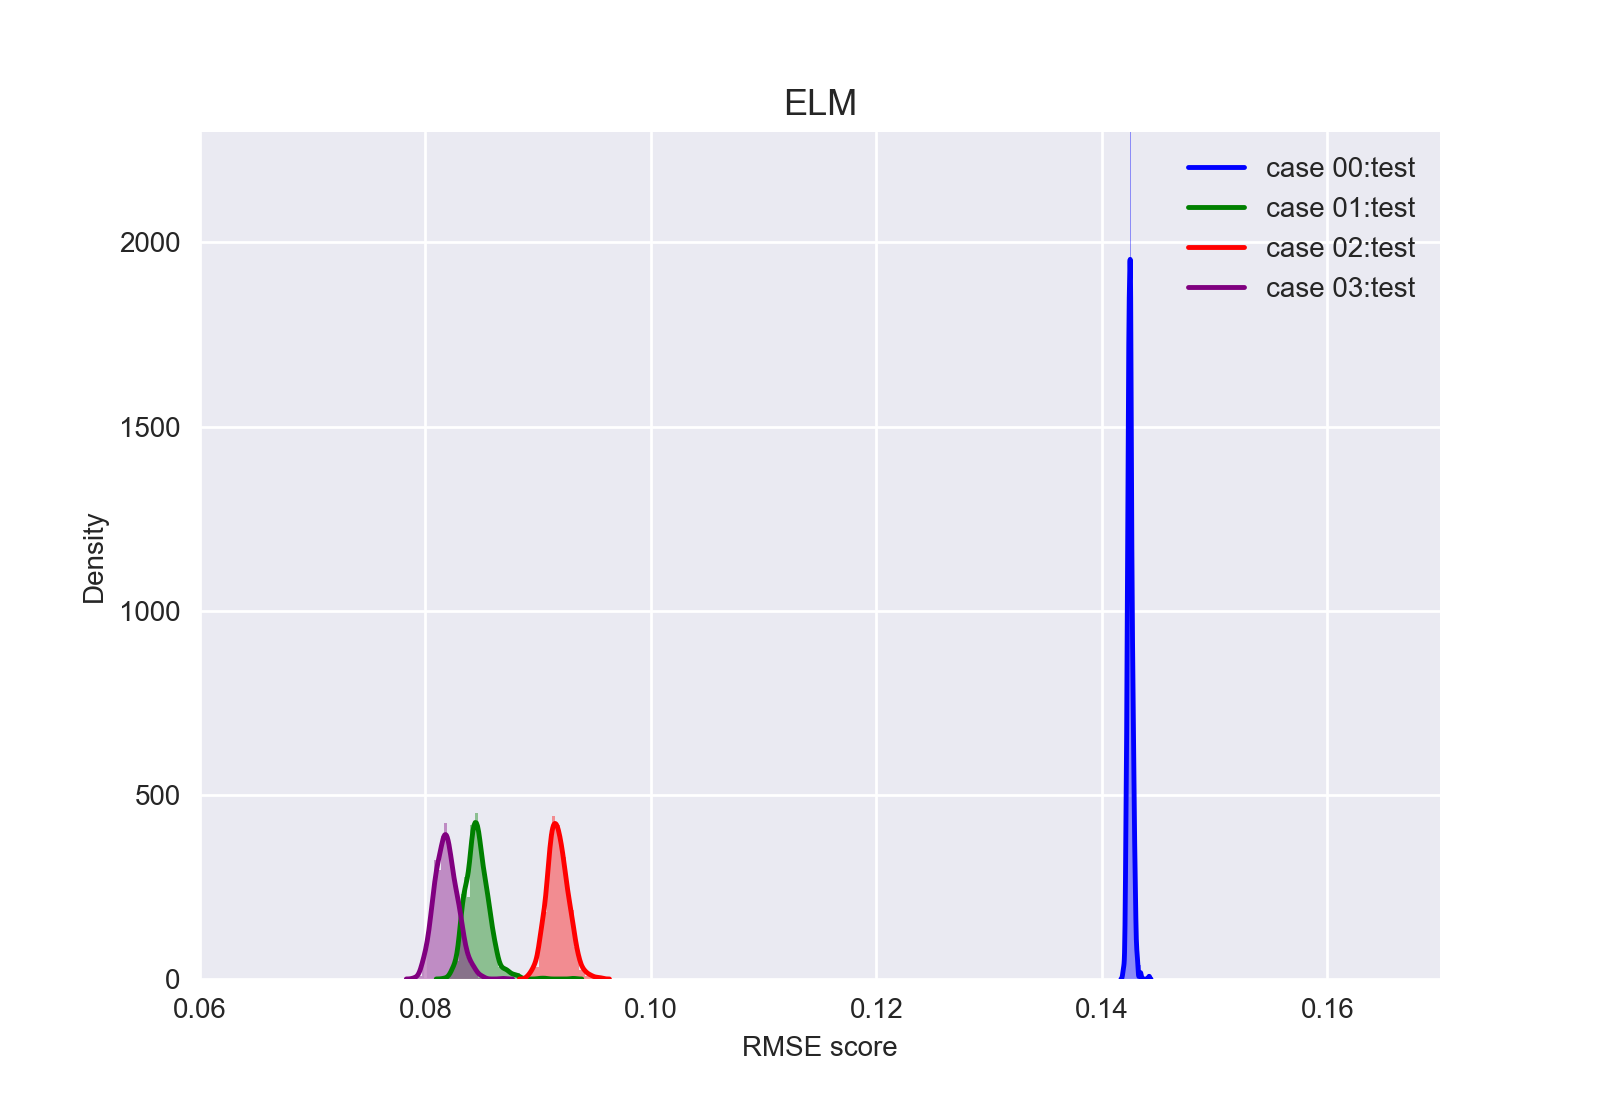 ELM
case 00:test
case 01:test
case 02:test
case 03:test
2000
1500
1000
500
0
Density
0.06 0.08 0.10 0.12 0.14 0.16
RMSE score